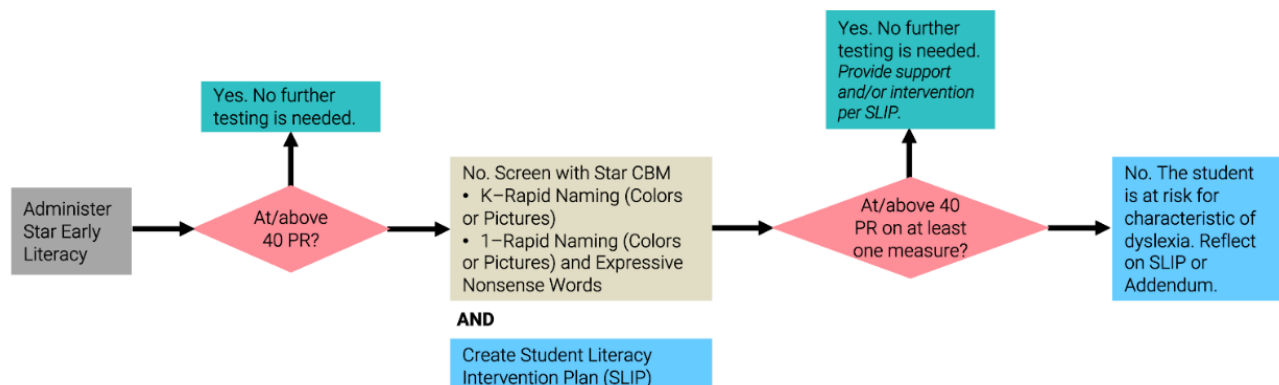 Administer
Star Early
Literacy
At/above
40 PR?
Yes. No further
testing is needed.
No. Screen with Star CBM
• K–Rapid Naming (Colors
or Pictures)
• 1–Rapid Naming (Colors
or Pictures) and Expressive
Nonsense Words
AND
Create Student Literacy
Intervention Plan (SLIP)
At/above 40
PR on at least
one measure?
Yes. No further
testing is needed.
Provide support
and/or intervention
per SLIP.
No. The student
is at risk for
characteristic of
dyslexia. Reflect
on SLIP or
Addendum.